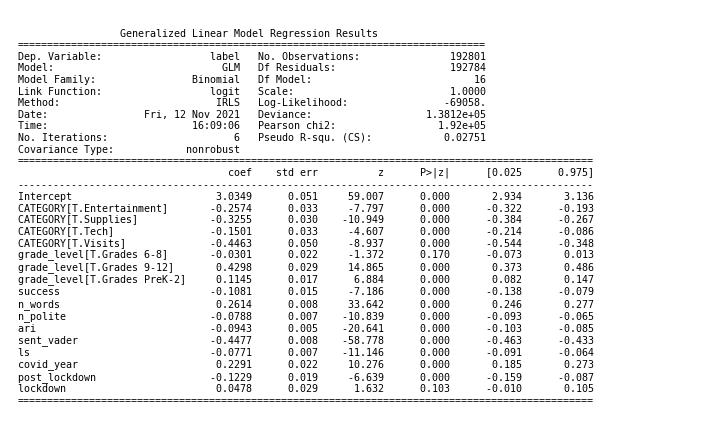 Generalized Linear Model Regression Results
==============================================================================
Dep. Variable: label No. Observations: 192801
Model: GLM Df Residuals: 192784
Model Family: Binomial Df Model: 16
Link Function: logit Scale: 1.0000
Method: IRLS Log-Likelihood: -69058.
Date: Fri, 12 Nov 2021 Deviance: 1.3812e+05
Time: 16:09:06 Pearson chi2: 1.92e+05
No. Iterations: 6 Pseudo R-squ. (CS): 0.02751
Covariance Type: nonrobust
================================================================================================
coef std err z P>|z| [0.025 0.975]
------------------------------------------------------------------------------------------------
Intercept 3.0349 0.051 59.007 0.000 2.934 3.136
CATEGORY[T.Entertainment] -0.2574 0.033 -7.797 0.000 -0.322 -0.193
CATEGORY[T.Supplies] -0.3255 0.030 -10.949 0.000 -0.384 -0.267
CATEGORY[T.Tech] -0.1501 0.033 -4.607 0.000 -0.214 -0.086
CATEGORY[T.Visits] -0.4463 0.050 -8.937 0.000 -0.544 -0.348
grade_level[T.Grades 6-8] -0.0301 0.022 -1.372 0.170 -0.073 0.013
grade_level[T.Grades 9-12] 0.4298 0.029 14.865 0.000 0.373 0.486
grade_level[T.Grades PreK-2] 0.1145 0.017 6.884 0.000 0.082 0.147
success -0.1081 0.015 -7.186 0.000 -0.138 -0.079
n_words 0.2614 0.008 33.642 0.000 0.246 0.277
n_polite -0.0788 0.007 -10.839 0.000 -0.093 -0.065
ari -0.0943 0.005 -20.641 0.000 -0.103 -0.085
sent_vader -0.4477 0.008 -58.778 0.000 -0.463 -0.433
ls -0.0771 0.007 -11.146 0.000 -0.091 -0.064
covid_year 0.2291 0.022 10.276 0.000 0.185 0.273
post_lockdown -0.1229 0.019 -6.639 0.000 -0.159 -0.087
lockdown 0.0478 0.029 1.632 0.103 -0.010 0.105
================================================================================================